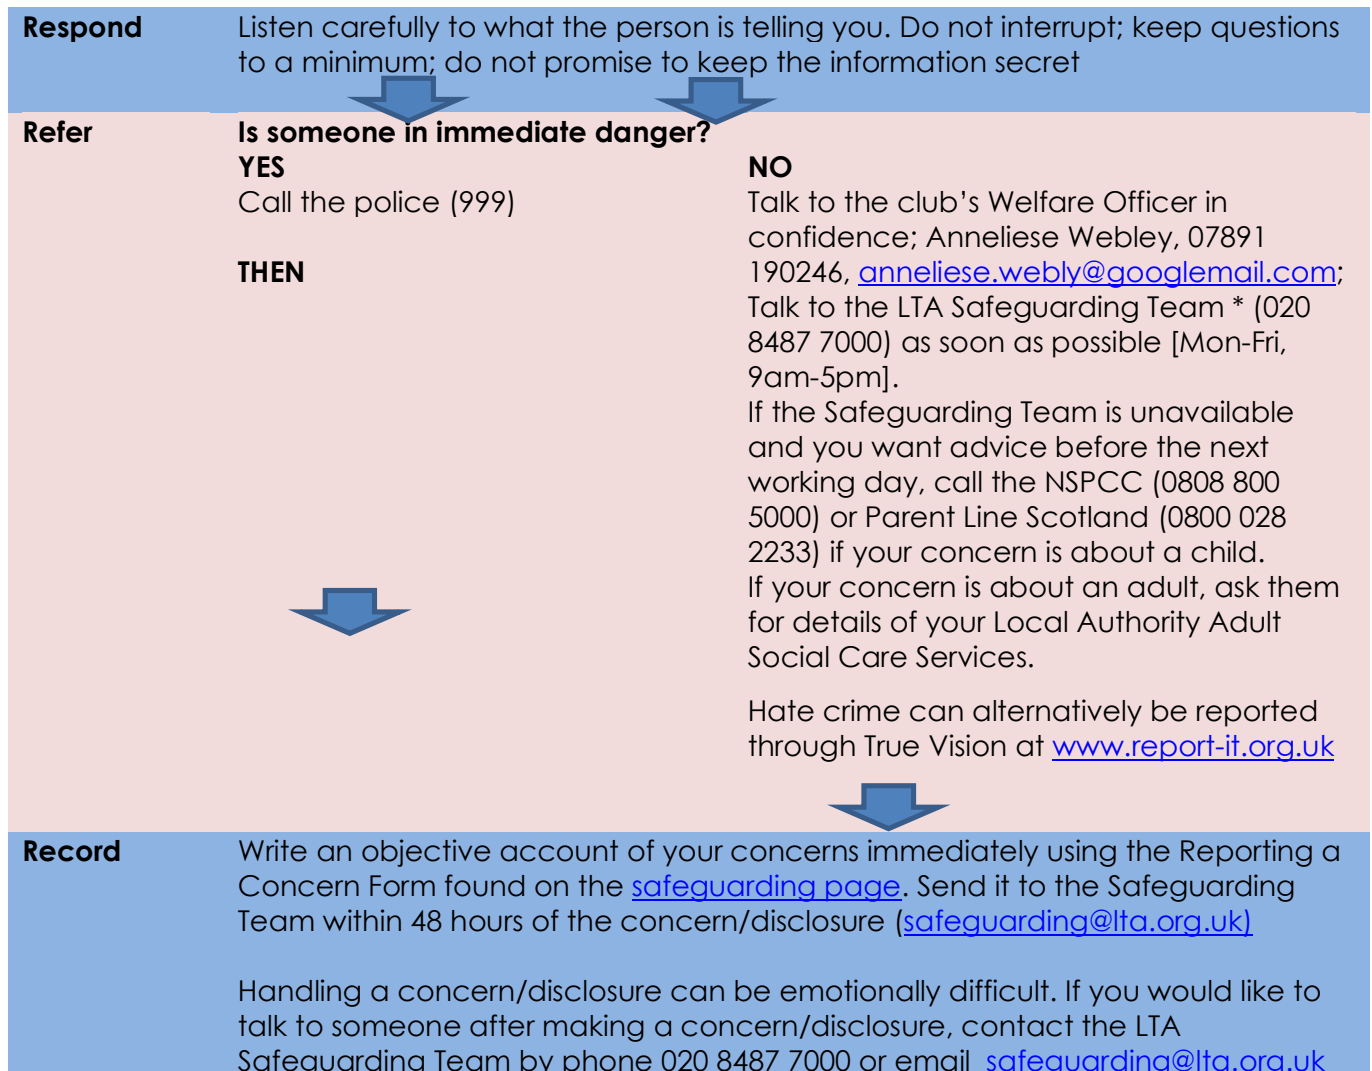 Respond
Listen carefully to what the person is telling you. Do not interrupt; keep questions
to a minimum; do not promise to keep the information secret
Refer
Is someone in immediate danger?
YES
Call the police (999)
THEN
NO
Talk to the club's Welfare Officer in
confidence; Anneliese Webley, 07891
190246, anneliese.webly@googlemail.com;
Talk to the LTA Safeguarding Team * (020
8487 7000) as soon as possible [Mon-Fri,
9am-5pm].
If the Safeguarding Team is unavailable
and you want advice before the next
working day, call the NSPCC (0808 800
5000) or Parent Line Scotland (0800 028
2233) if your concern is about a child.
If your concern is about an adult, ask them
for details of your Local Authority Adult
Social Care Services.
Hate crime can alternatively be reported
through True Vision at www.report-it.org.uk
Record
Write an objective account of your concerns immediately using the Reporting a
Concern Form found on the safeguarding page. Send it to the Safeguarding
Team within 48 hours of the concern/disclosure (safeguarding@lta.org.uk)
Handling a concern/disclosure can be emotionally difficult. If you would like to
talk to someone after making a concern/disclosure, contact the LTA
Safeguarding Team by phone 020 8487 7000 or email safeguarding@lta.org.uk